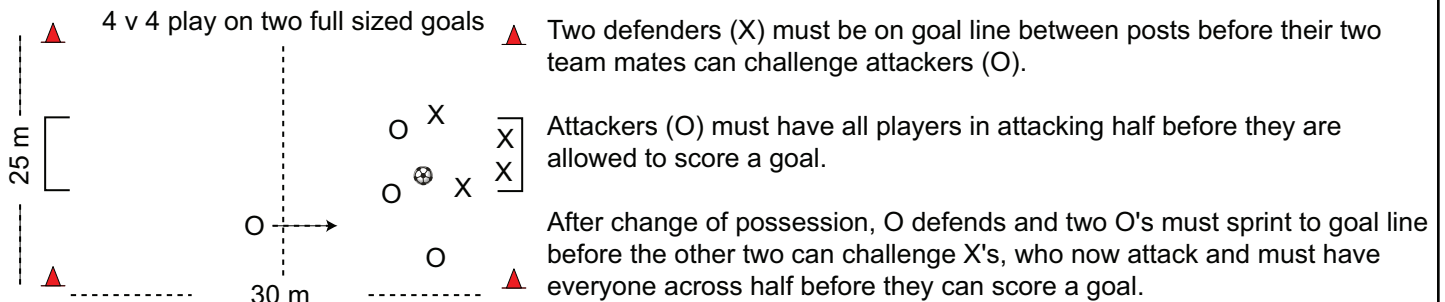 4 v 4 play on two full sized goals
Two defenders (X) must be on goal line between posts before their two
team mates can challenge attackers (O).
Attackers (O) must have all players in attacking half before they are
allowed to score a goal.
After change of possession, O defends and two O's must sprint to goal line
before the other two can challenge X's, who now attack and must have
everyone across half before they can score a goal.
25 m
X
O
X
O
X
X
O
O
30 m